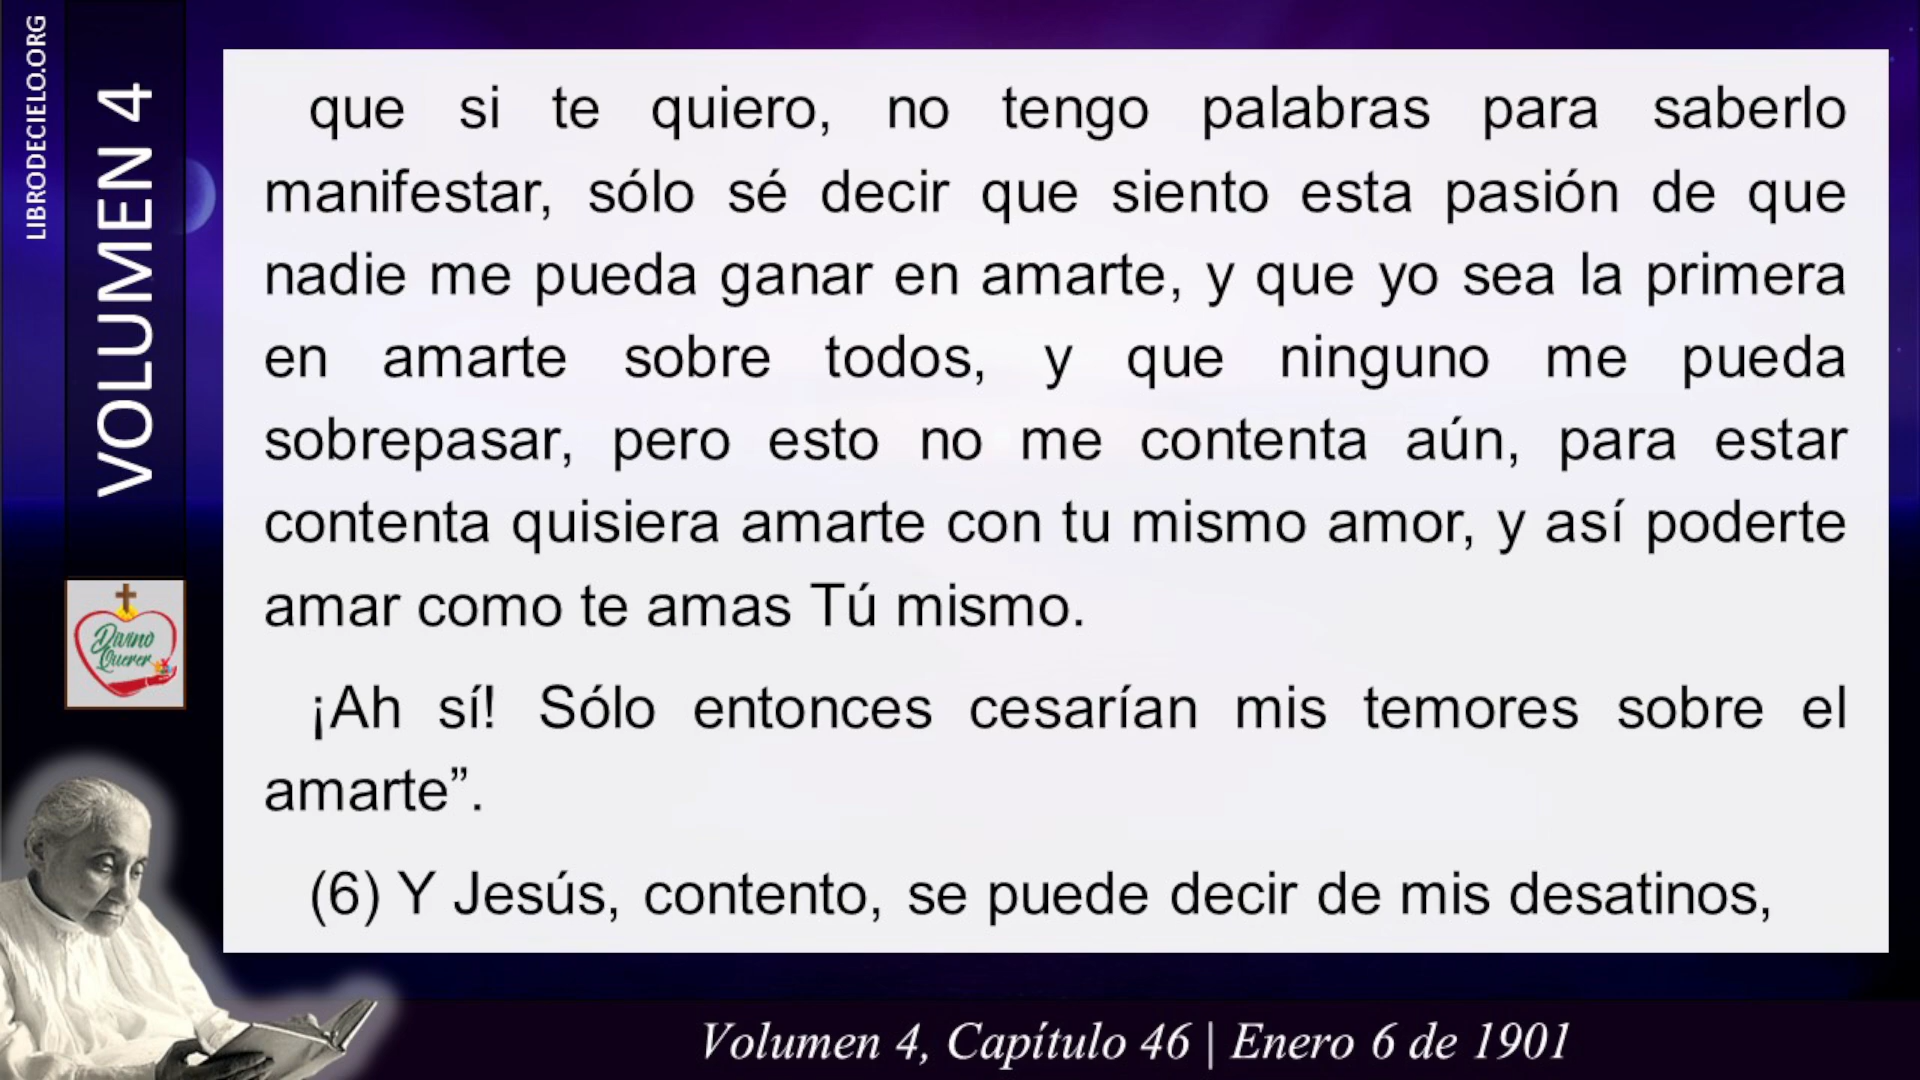 LIBRODECIELO.ORG
VOLUMEN 4
Divino
Querer
que si te quiero, no tengo palabras para saberlo
manifestar, sólo sé decir que siento esta pasión de que
nadie me pueda ganar en amarte, y que yo sea la primera
en amarte sobre todos, y que ninguno me pueda
sobrepasar, pero esto no me contenta aún, para estar
contenta quisiera amarte con tu mismo amor, y así poderte
amar como te amas Tú mismo.
¡Ah sí! Sólo entonces cesarían mis temores sobre el
amarte”.
(6) Y Jesús, contento, se puede decir de mis desatinos,
Volumen 4, Capítulo 46 | Enero 6 de 1901